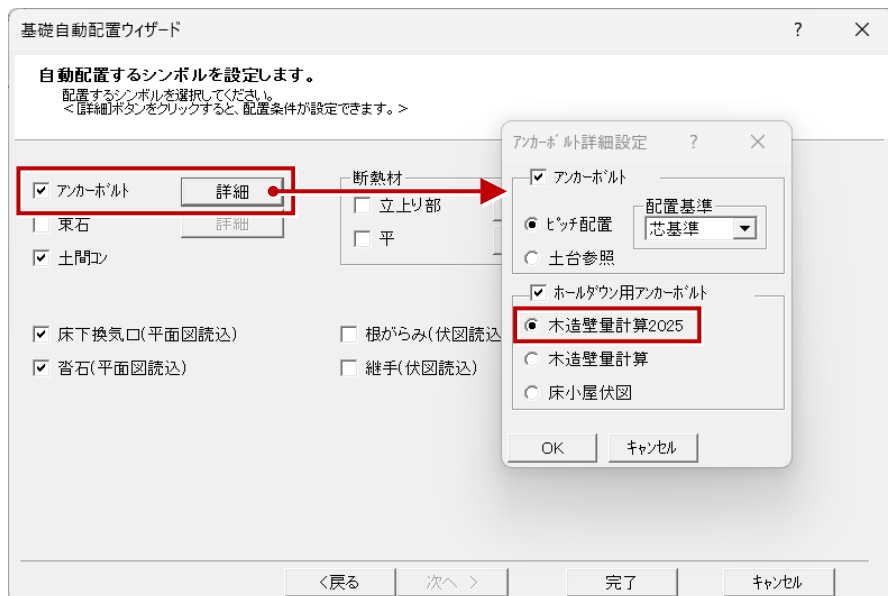 基礎自動配置ウィザード
?
自動配置するシンボルを設定します。
配置するシンボルを選択してください。
<[詳細]ボタンをクリックすると、配置条件が設定できます。>
アンカーボルト
詳細
束石
詳細
土間コン
床下換気口(平面図読込)
沓石(平面図読込)
断熱材
立上り部
平
根がらみ(伏図読込
継手(伏図読込)
アンカーボルト詳細設定
?
アンカーボルト
ピッチ配置
配置基準
芯基準
土台参照
ホールダウン用アンカーボルト
木造壁量計算2025
木造壁量計算
床小屋伏図
OK
キャンセル
<戻る
次へ >
完了
キャンセル